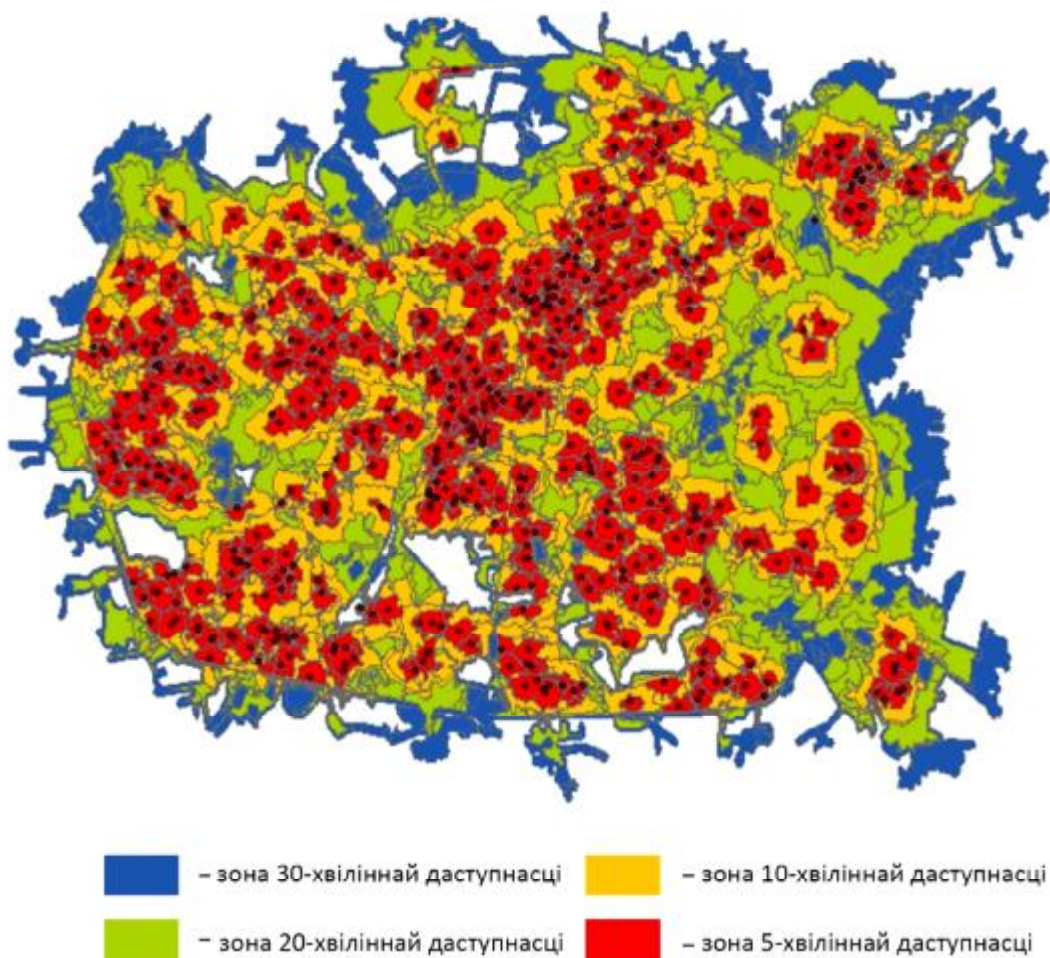 – зона 30-хвіліннай даступнасці
– зона 10-хвіліннай даступнасці
– зона 20-хвіліннай даступнасці
– зона 5-хвіліннай даступнасці